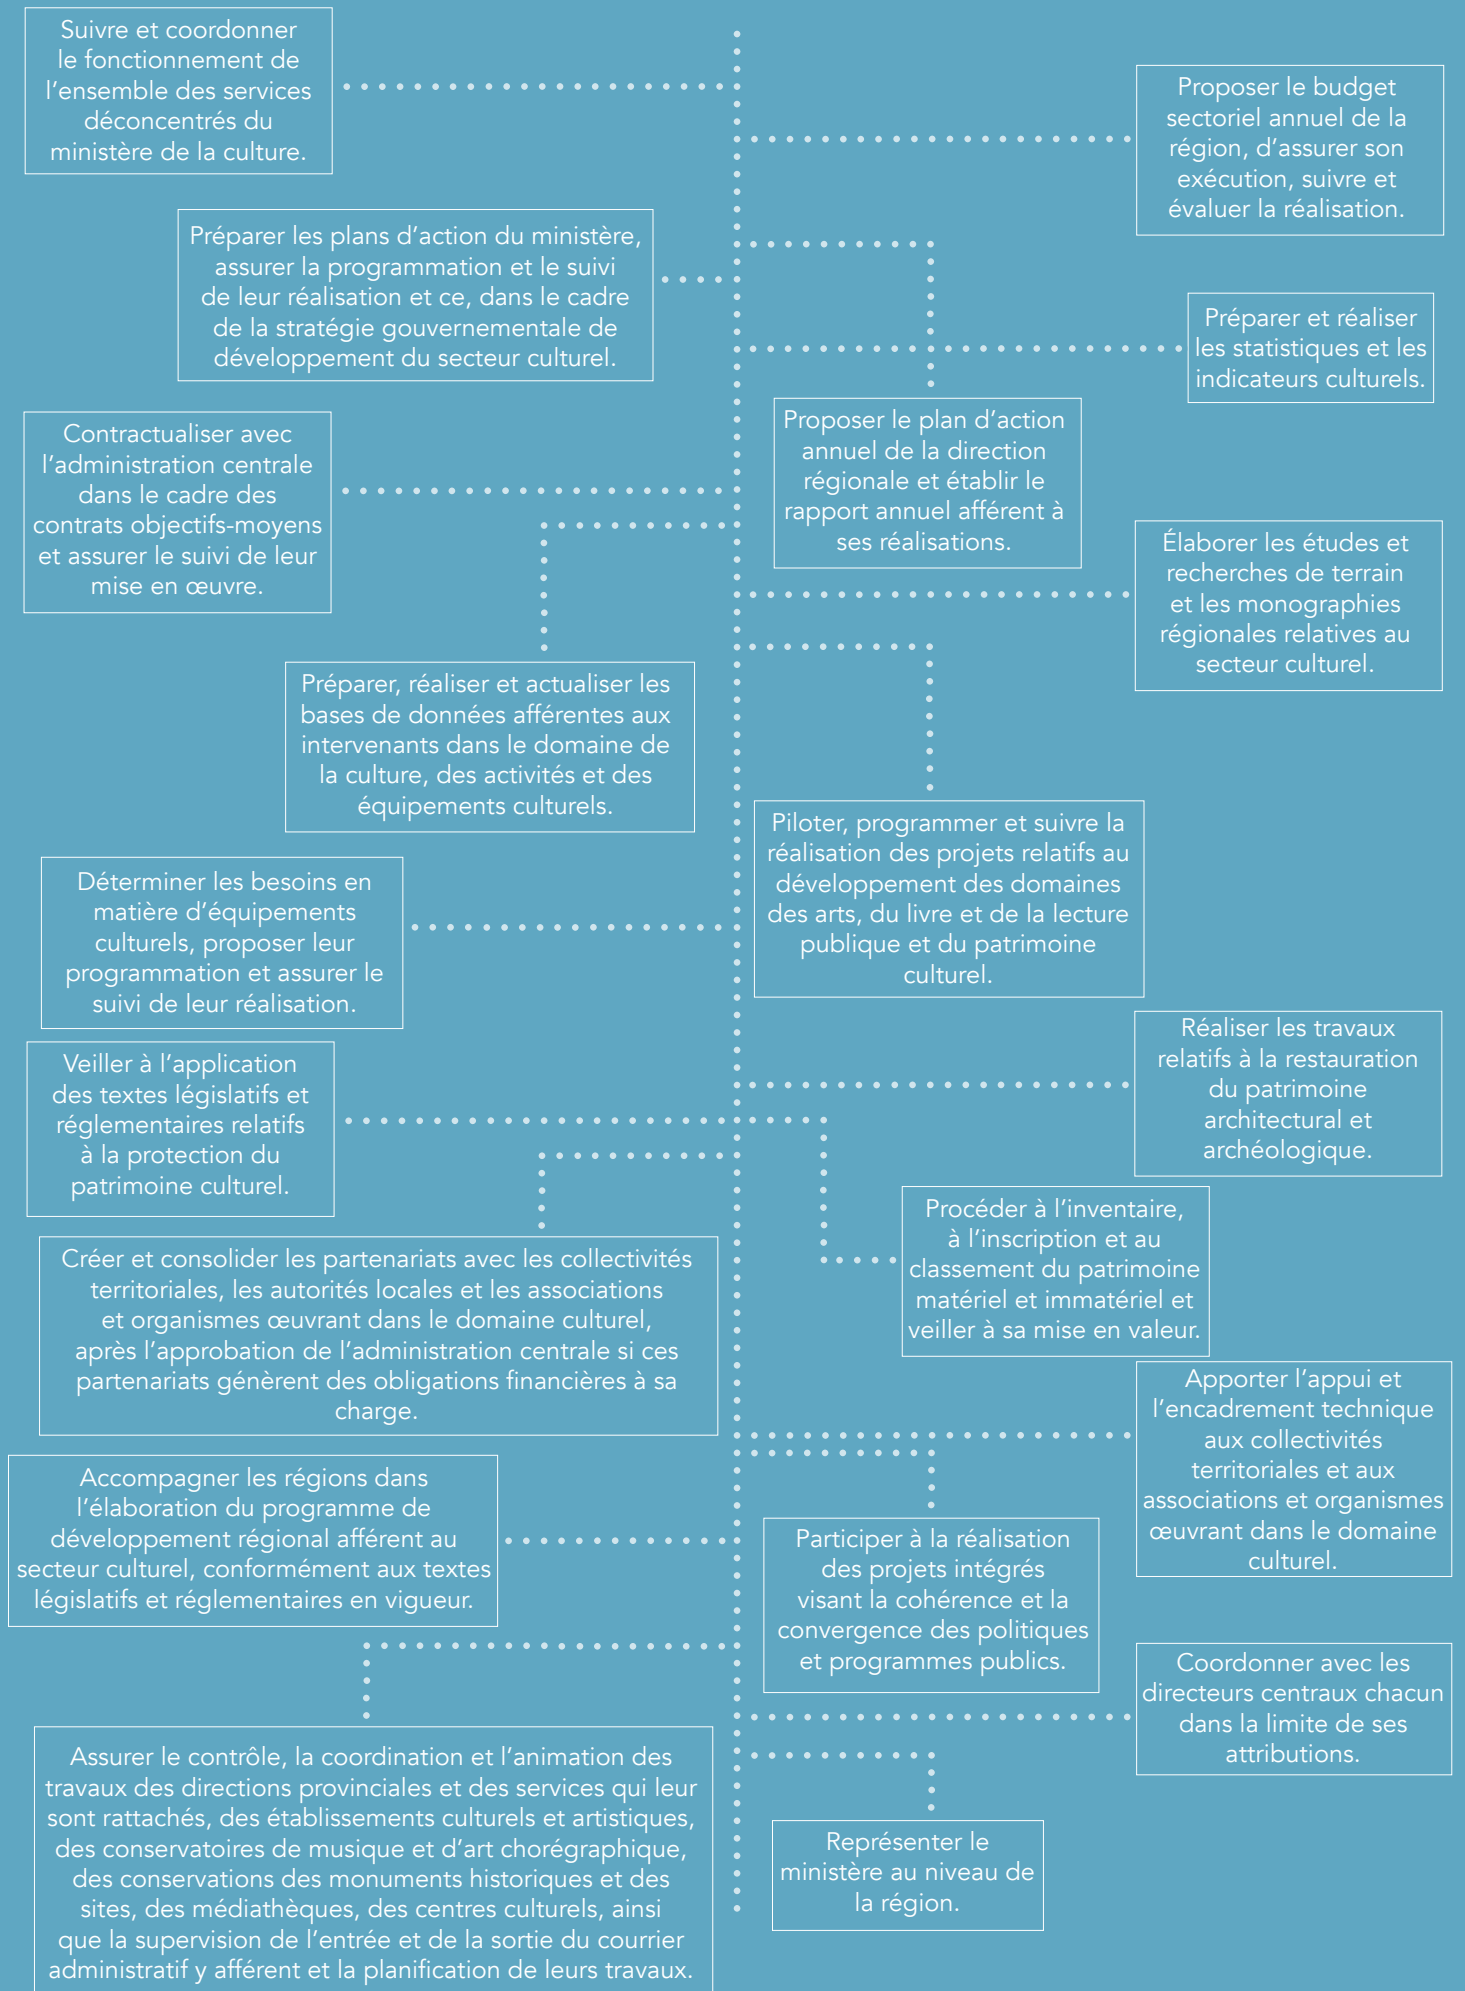 Suivre et coordonner
le fonctionnement de
l'ensemble des services
déconcentrés du
ministère de la culture.
Proposer le budget
sectoriel annuel de la
région, d'assurer son
exécution, suivre et
évaluer la réalisation.
Préparer les plans d'action du ministère,
assurer la programmation et le suivi
de leur réalisation et ce, dans le cadre
de la stratégie gouvernementale de
développement du secteur culturel.
Préparer et réaliser
les statistiques et les
indicateurs culturels.
Proposer le plan d'action
annuel de la direction
régionale et établir le
rapport annuel afférent à
ses réalisations.
Contractualiser avec
l'administration centrale
dans le cadre des
contrats objectifs-moyens
et assurer le suivi de leur
mise en œuvre.
Élaborer les études et
recherches de terrain
et les monographies
régionales relatives au
secteur culturel.
Préparer, réaliser et actualiser les
bases de données afférentes aux
intervenants dans le domaine de
la culture, des activités et des
équipements culturels.
Piloter, programmer et suivre la
réalisation des projets relatifs au
développement des domaines
des arts, du livre et de la lecture
publique et du patrimoine
culturel.
Déterminer les besoins en
matière d'équipements
culturels, proposer leur
programmation et assurer le
suivi de leur réalisation.
Réaliser les travaux
relatifs à la restauration
du patrimoine
architectural et
archéologique.
Veiller à l'application
des textes législatifs et
réglementaires relatifs
à la protection du
patrimoine culturel.
Procéder à l'inventaire,
à l'inscription et au
classement du patrimoine
matériel et immatériel et
veiller à sa mise en valeur.
Créer et consolider les partenariats avec les collectivités
territoriales, les autorités locales et les associations
et organismes œuvrant dans le domaine culturel,
après l'approbation de l'administration centrale si ces
partenariats génèrent des obligations financières à sa
charge.
Apporter l'appui et
l'encadrement technique
aux collectivités
territoriales et aux
associations et organismes
œuvrant dans le domaine
culturel.
Accompagner les régions dans
l'élaboration du programme de
développement régional afférent au
secteur culturel, conformément aux textes
législatifs et réglementaires en vigueur.
Participer à la réalisation
des projets intégrés
visant la cohérence et la
convergence des politiques
et programmes publics.
Coordonner avec les
directeurs centraux chacun
dans la limite de ses
attributions.
Assurer le contrôle, la coordination et l'animation des
travaux des directions provinciales et des services qui leur
sont rattachés, des établissements culturels et artistiques,
des conservatoires de musique et d'art chorégraphique,
des conservations des monuments historiques et des
sites, des médiathèques, des centres culturels, ainsi
que la supervision de l'entrée et de la sortie du courrier
administratif y afférent et la planification de leurs travaux.
Représenter le
ministère au niveau de
la région.